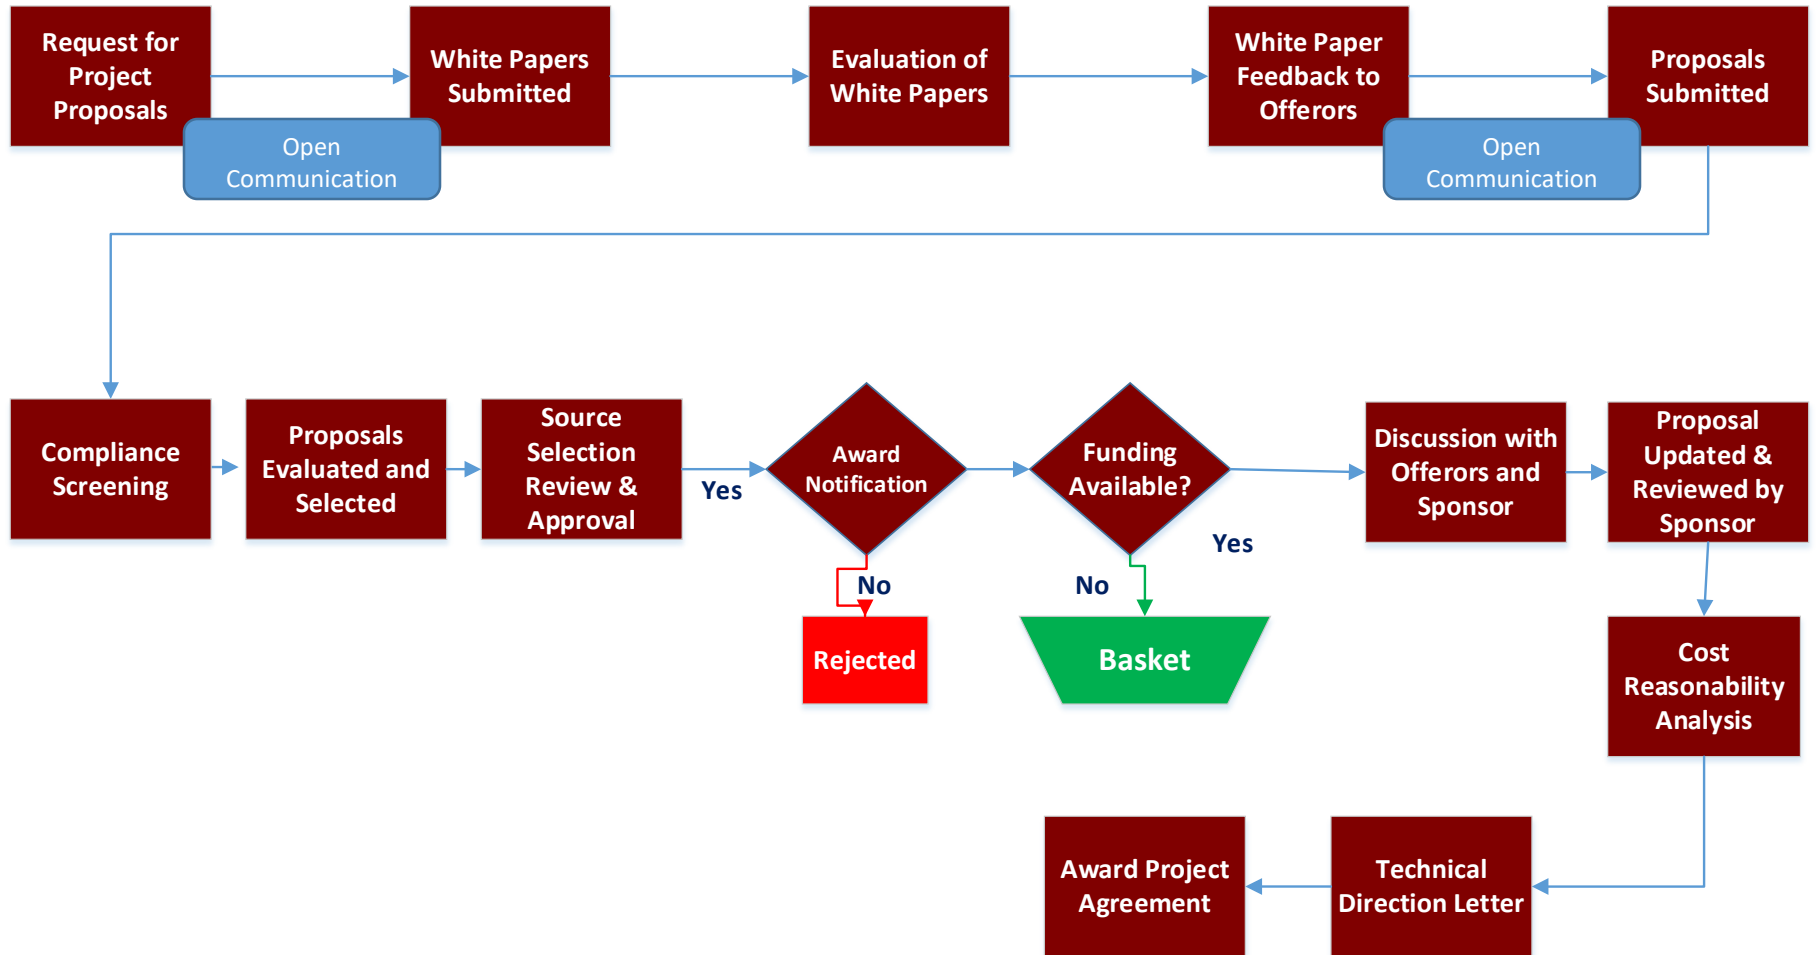 Request for
Project
Proposals
White Papers
Submitted
Evaluation of
White Papers
White Paper
Feedback to
Offerors
Proposals
Submitted
Open
Communication
Open
Communication
Compliance
Screening
Proposals
Evaluated and
Selected
Source
Selection
Review &
Approval
Yes
Award
Notification
Funding
Available?
Yes
Discussion with
Offerors and
Sponsor
Proposal
Updated &
Reviewed by
Sponsor
No
No
Rejected
Basket
Cost
Reasonability
Analysis
Award Project
Agreement
Technical
Direction Letter